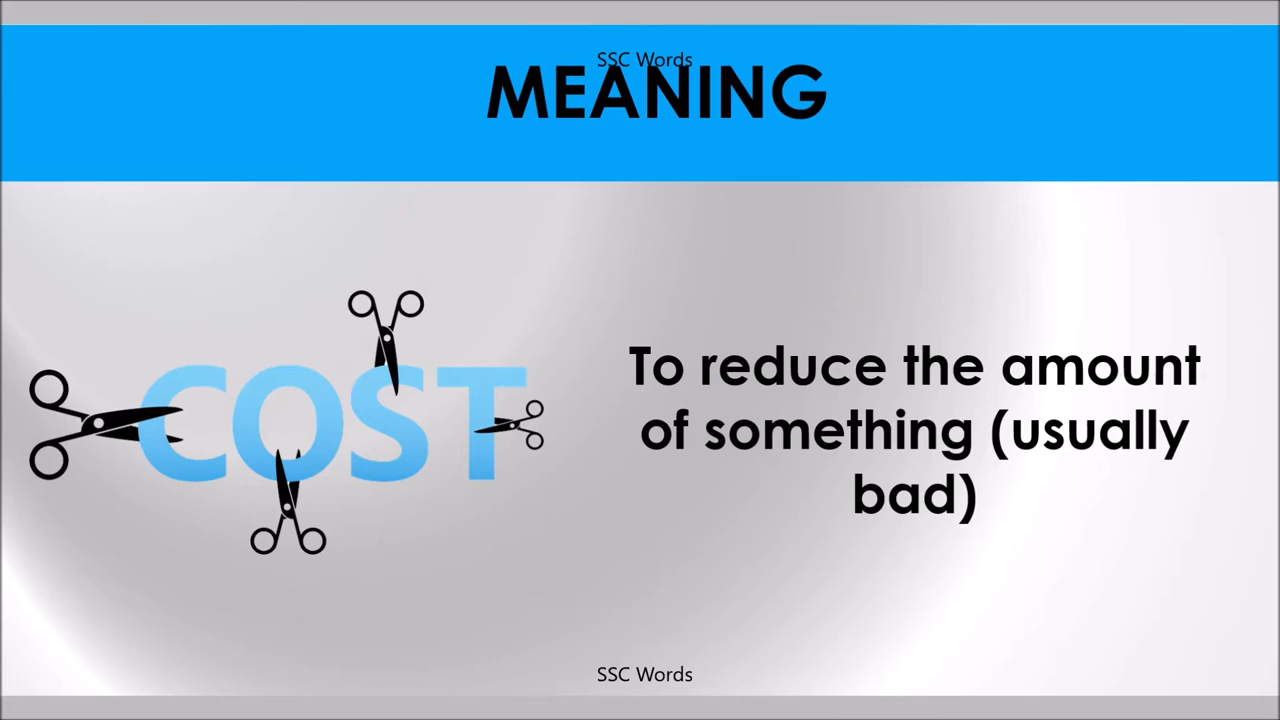 SSC Words
MEANING
COST
To reduce the amount
of something (usually
bad)
SSC Words